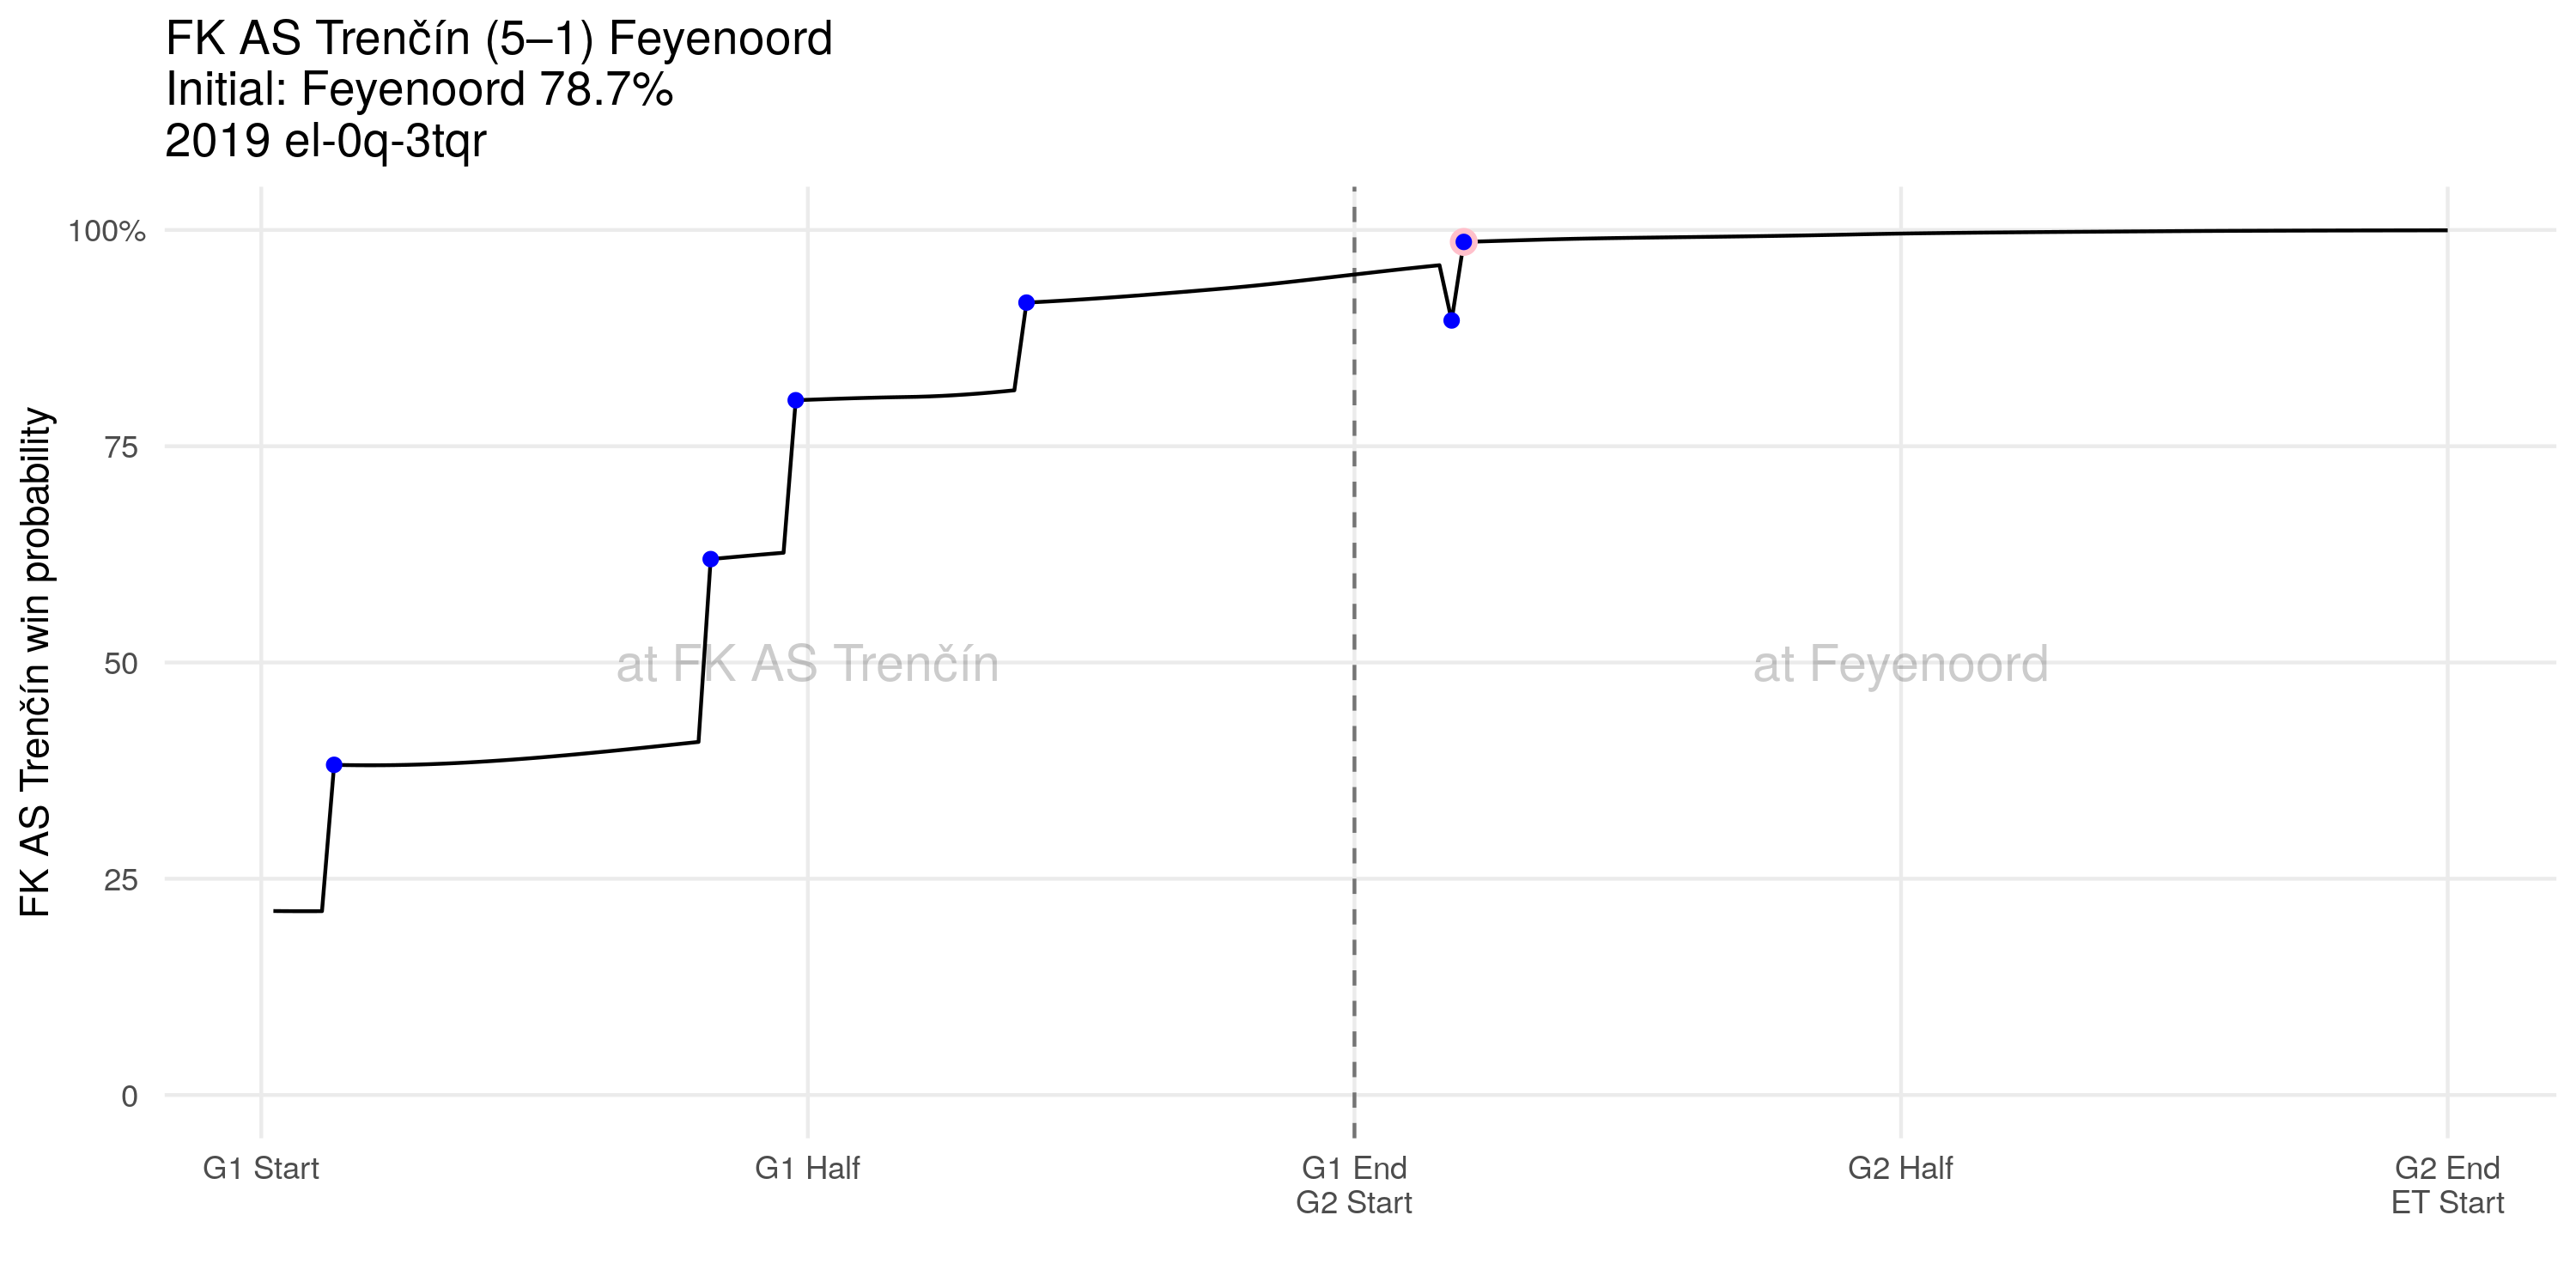 FK AS Trenčín (5–1) Feyenoord
Initial: Feyenoord 78.7%
2019 el-0q-3tqr
FK AS Trenčín win probability
100%
75
50
25
0
at FK AS Trenčín
at Feyenoord
G1 Start
G1 Half
G1 End
G2 Start
G2 Half
G2 End
ET Start